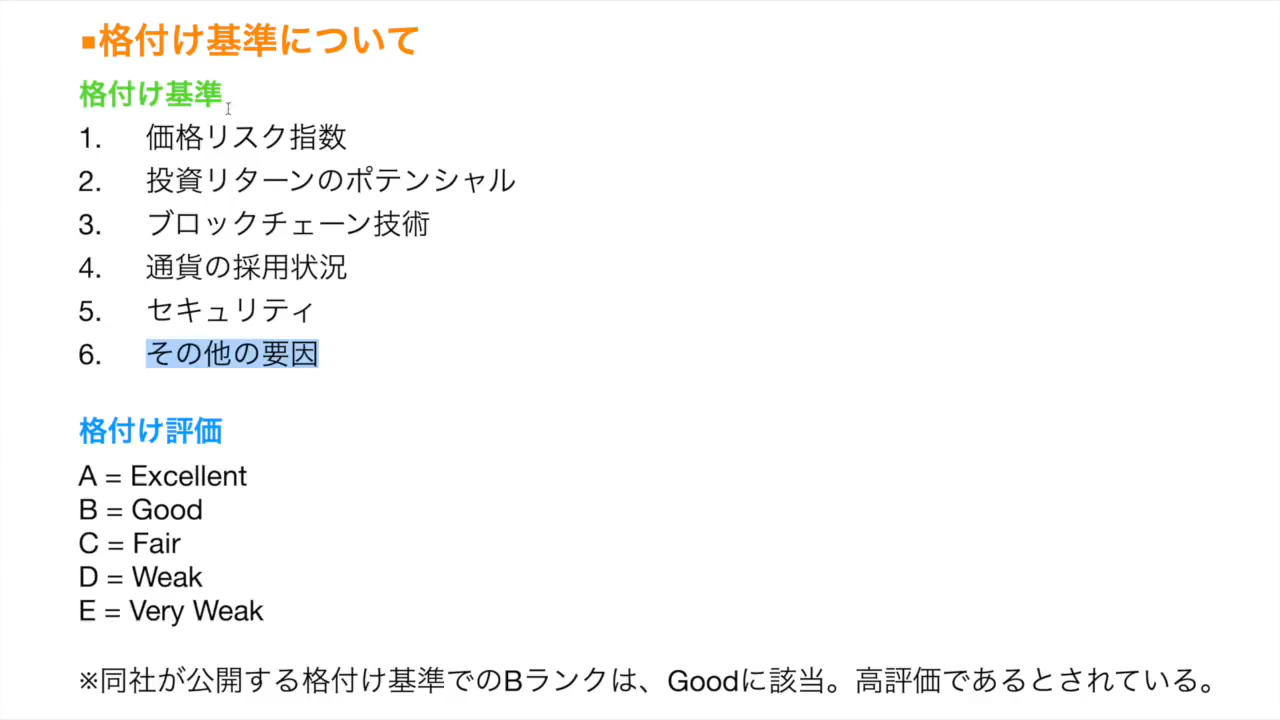 ▪格付け基準について
格付け基準
1. 価格リスク指数
2. 投資リターンのポテンシャル
3. ブロックチェーン技術
4. 通貨の採用状況
5. セキュリティ
6. その他の要因
格付け評価
A = Excellent
B = Good
C = Fair
D = Weak
E = Very Weak
※同社が公開する格付け基準でのBランクは、Goodに該当。高評価であるとされている。